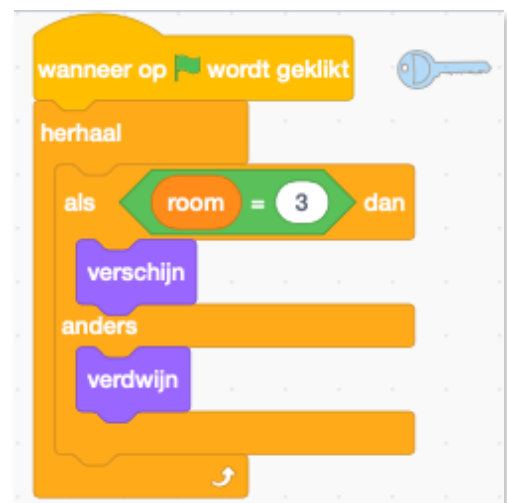 wanneer op wordt geklikt
herhaal
als room = 3 dan
verschijn
anders
verdwijn